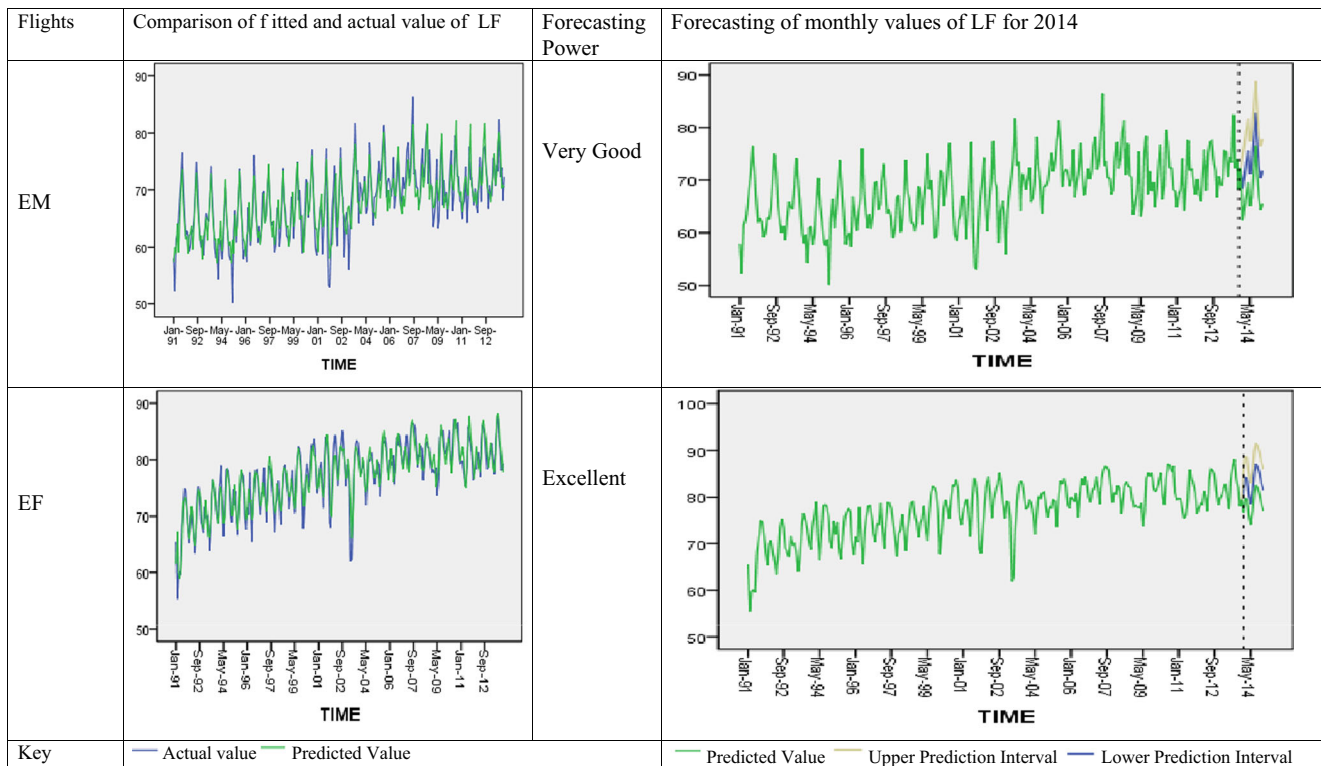 Flights
Comparison of f itted and actual value of LF
Forecasting
Power
Forecasting of monthly values of LF for 2014
EM
90
80
70
60
50
Jan- Sep- May- Jan- Sep- May- Jan- Sep- May- Jan- Sep- May- Jan- Sep-
91 92 94 96 97 99 01 02 04 06 07 09 11 12
TIME
Very Good
90
80
70
60
50
Jan-91 Sep-92 May-94 Jan-96 Sep-97 May-99 Jan-01 Sep-02 May-04 Jan-06 Sep-07 May-09 Jan-11 Sep-12 May-14
TIME
EF
90
80
70
60
50
Jan-91 Sep-92 May-94 Jan-96 Sep-97 May-99 Jan-01 Sep-02 May-04 Jan-06 Sep-07 May-09 Jan-11 Sep-12
TIME
Excellent
100
90
80
70
60
50
Jan-91 Sep-92 May-94 Jan-96 Sep-97 May-99 Jan-01 Sep-02 May-04 Jan-06 Sep-07 May-09 Jan-11 Sep-12 May-14
TIME
Key
Actual value Predicted Value
Predicted Value Upper Prediction Interval Lower Prediction Interval